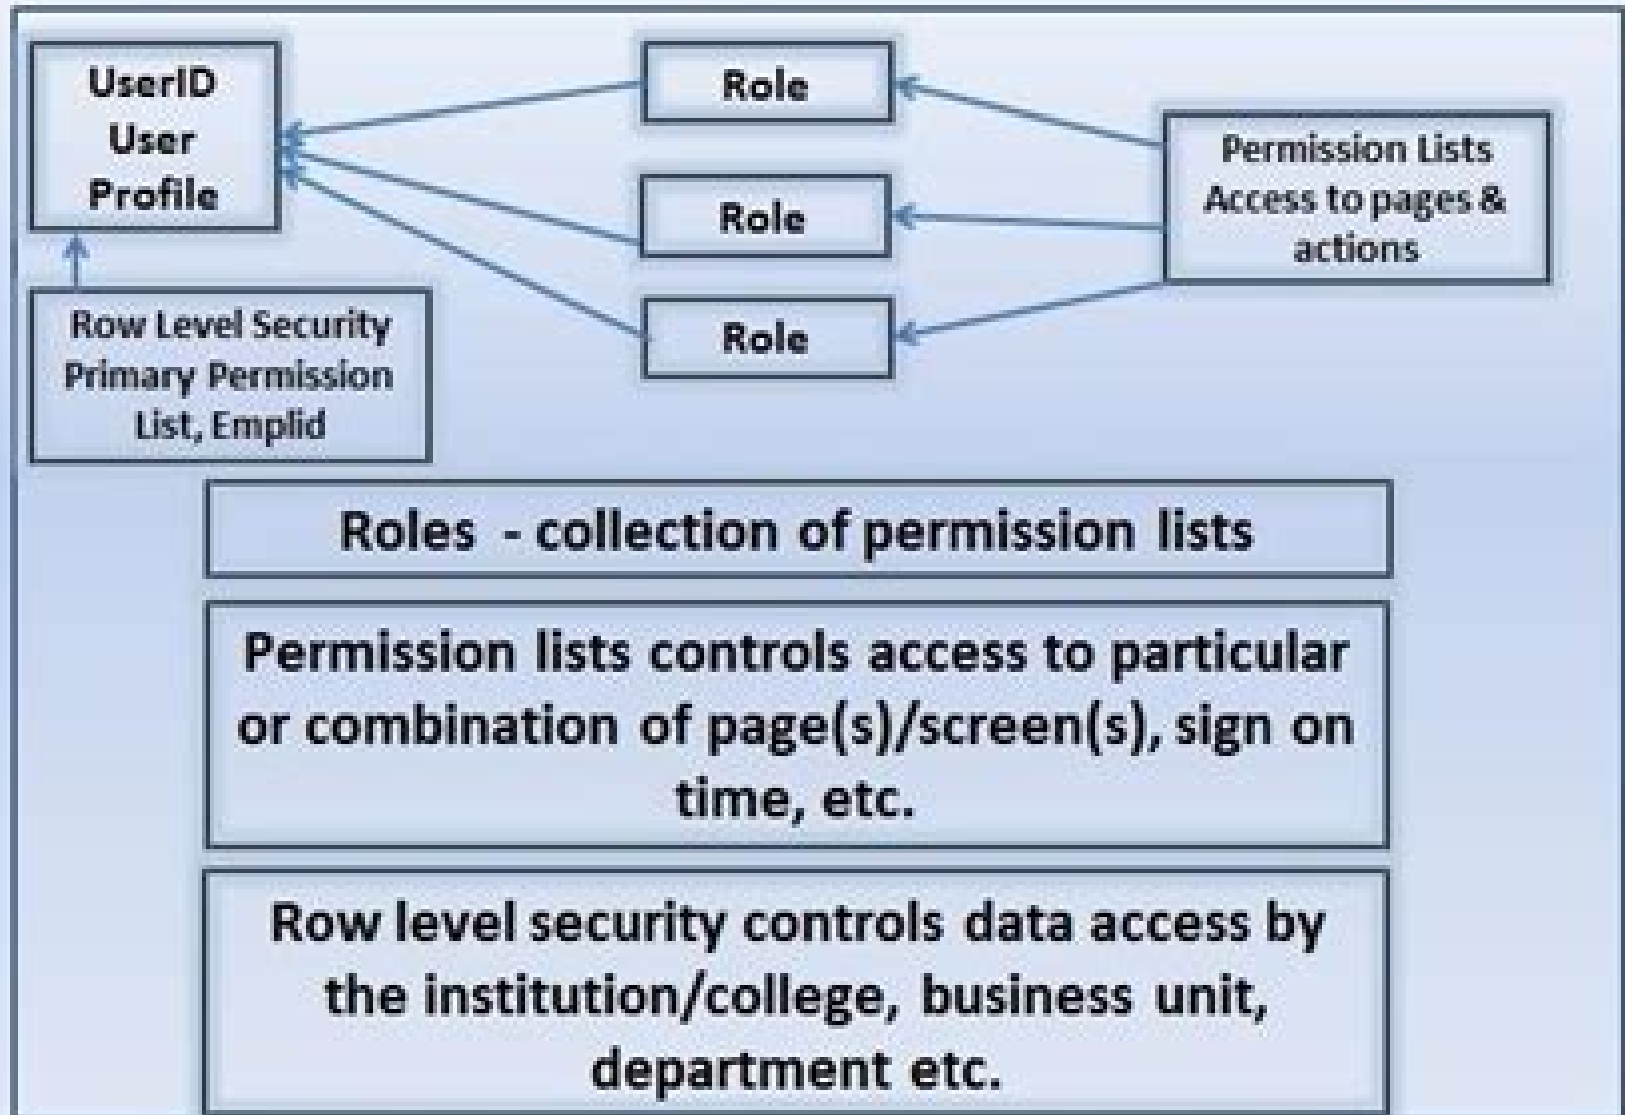 UserID
User
Profile
Role
Role
Role
Permission Lists
Access to pages &
actions
Row Level Security
Primary Permission
List, Emplid
Roles - collection of permission lists
Permission lists controls access to particular
or combination of page(s)/screen(s), sign on
time, etc.
Row level security controls data access by
the institution/college, business unit,
department etc.